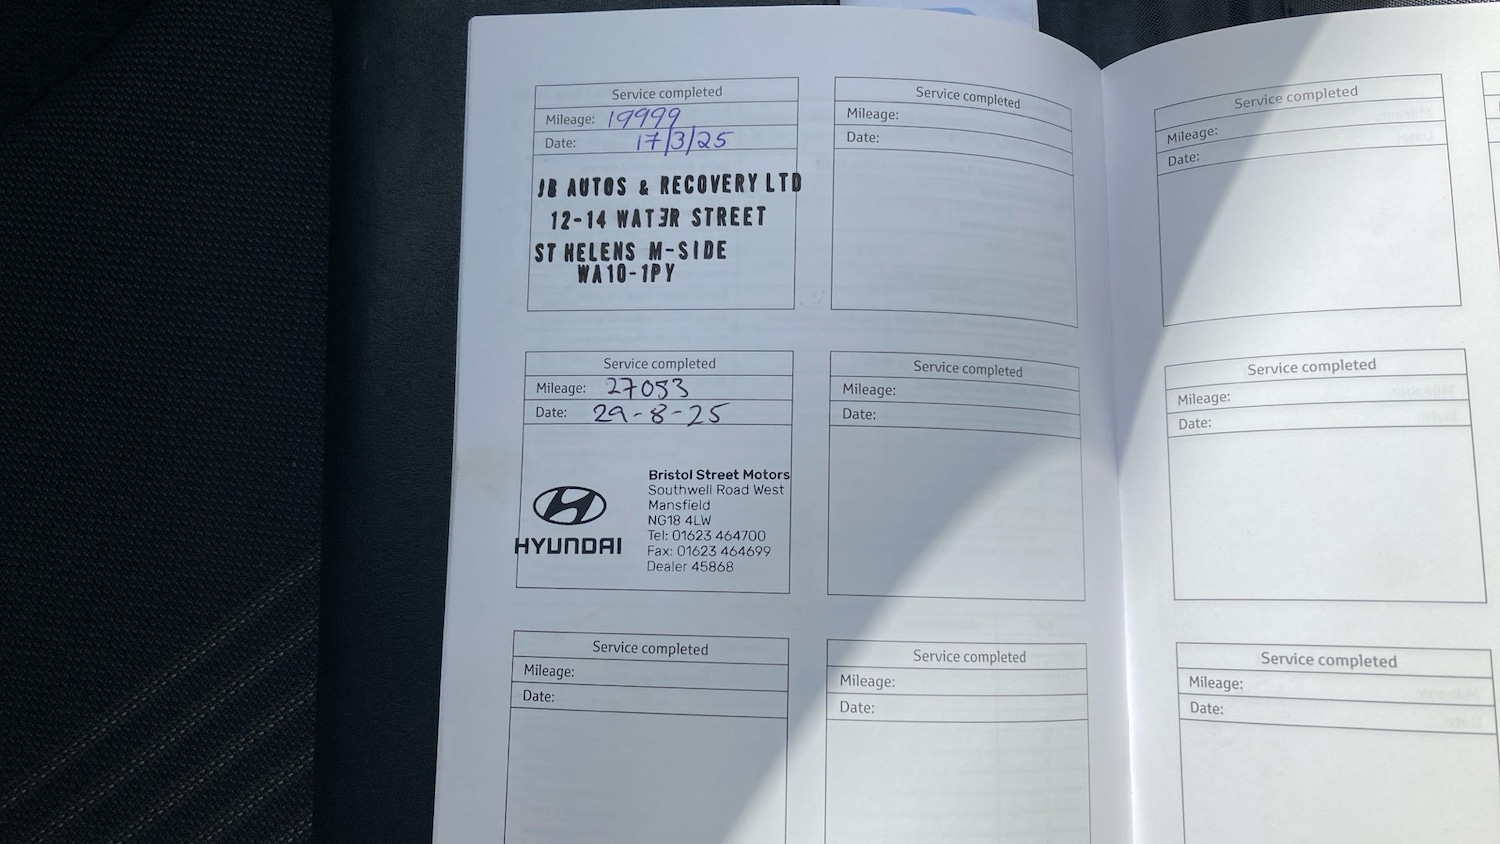 Service completed
Mileage: 19999
Date: 17/3/25
JB AUTOS & RECOVERY LTD
12-14 WATER STREET
ST HELENS M-SIDE
WA10-1PY
Service completed
Mileage: 27053
Date: 29-8-25
HYUNDAI
Bristol Street Motors
Southwell Road West
Mansfield
NG18 4LW
Tel: 01623 464700
Fax: 01623 464699
Dealer 45868
Service completed
Mileage:
Date:
Service completed
Mileage:
Date:
Service completed
Mileage:
Date:
Service completed
Mileage:
Date:
Service completed
Mileage:
Date:
Service completed
Mileage:
Date:
Service completed
Mileage:
Date: